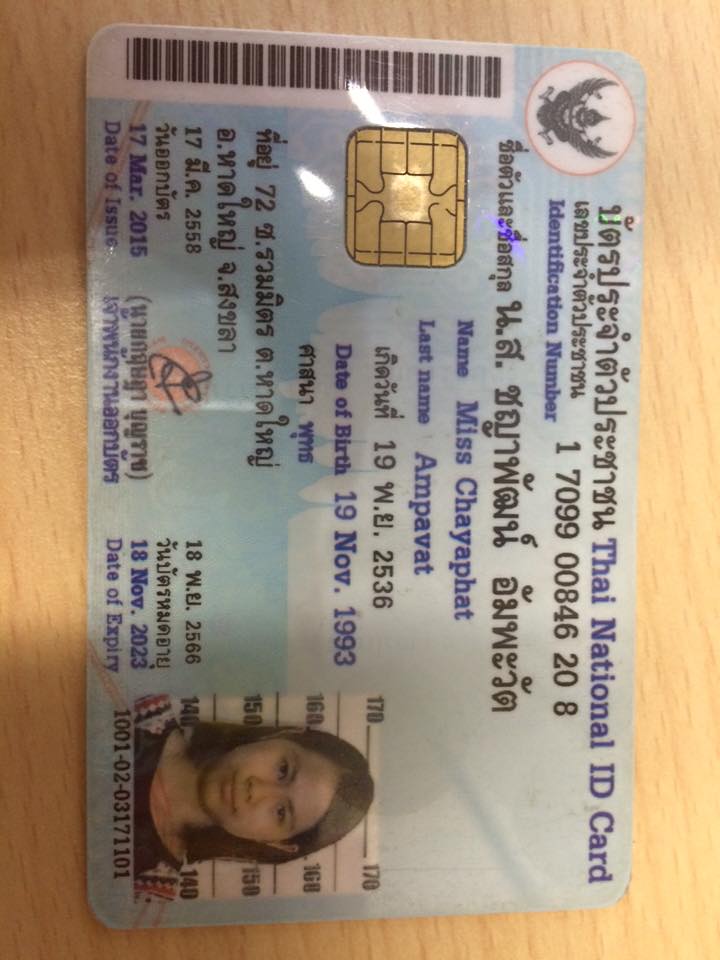 บัตรประจำตัวประชาชน Thai National ID Card
เลขประจำตัวประชาชน 1 7099 00846 20 8
Identification Number
ชื่อตัวและชื่อสกุล น.ส. ชญาพัฒน์ อัมพะวัต
Name Miss Chayaphat
Last name Ampavat
เกิดวันที่ 19 พ.ย. 2536
Date of Birth 19 Nov. 1993
ศาสนา พุทธ
ที่อยู่ 72 ซ.รวมมิตร ต.หาดใหญ่
อ.หาดใหญ่ จ.สงขลา
17 มี.ค. 2558
วันออกบัตร
17 Mar. 2015
Date of Issue
(นายกฤษฎา บุญราช)
เจ้าพนักงานออกบัตร
18 พ.ย. 2566
วันบัตรหมดอายุ
18 Nov. 2023
Date of Expiry
170 170
160 160
150 150
140 140
1001-02-03171101